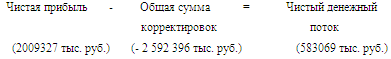 Чистая прибыль - Общая сумма = Чистый денежный
корректировок поток
(2009327 тыс. руб.) (- 2 592 396 тыс. руб.) (583069 тыс. руб.)